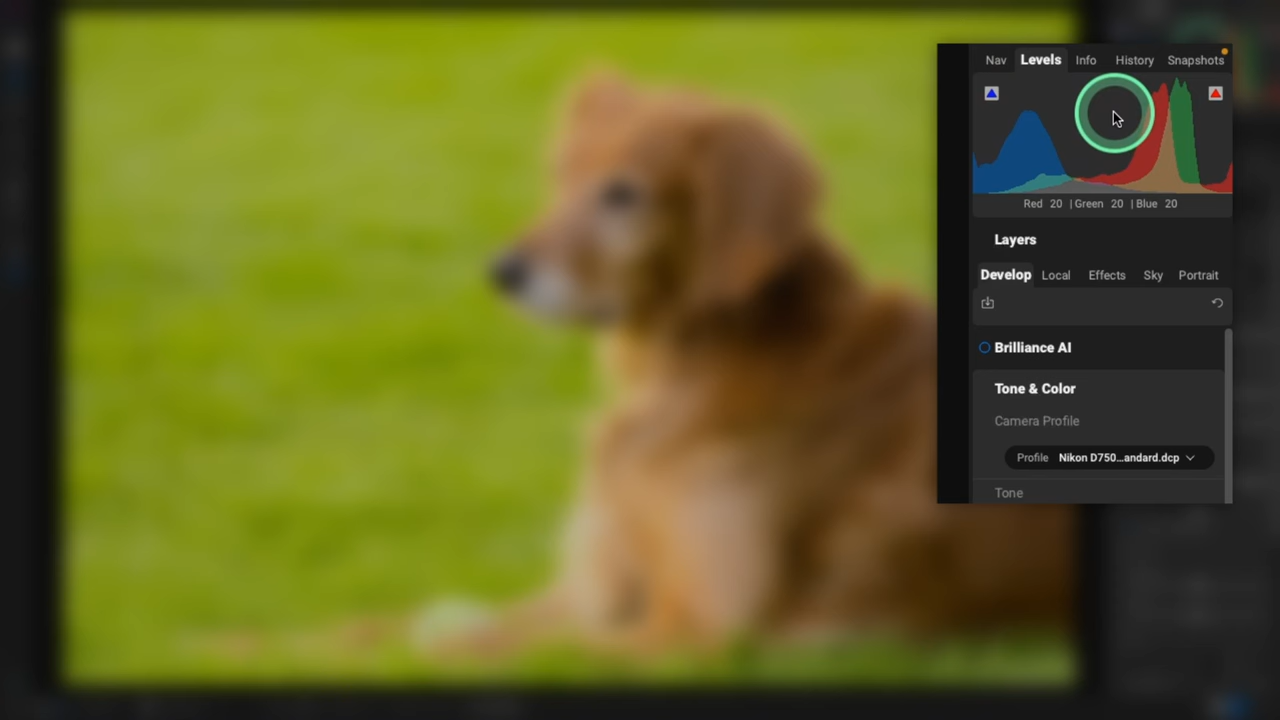 Nav Levels Info History Snapshots
Red 20 | Green 20 | Blue 20
Layers
Develop Local Effects Sky Portrait
Brilliance AI
Tone & Color
Camera Profile
Profile Nikon D750...andard.dcp
Tone